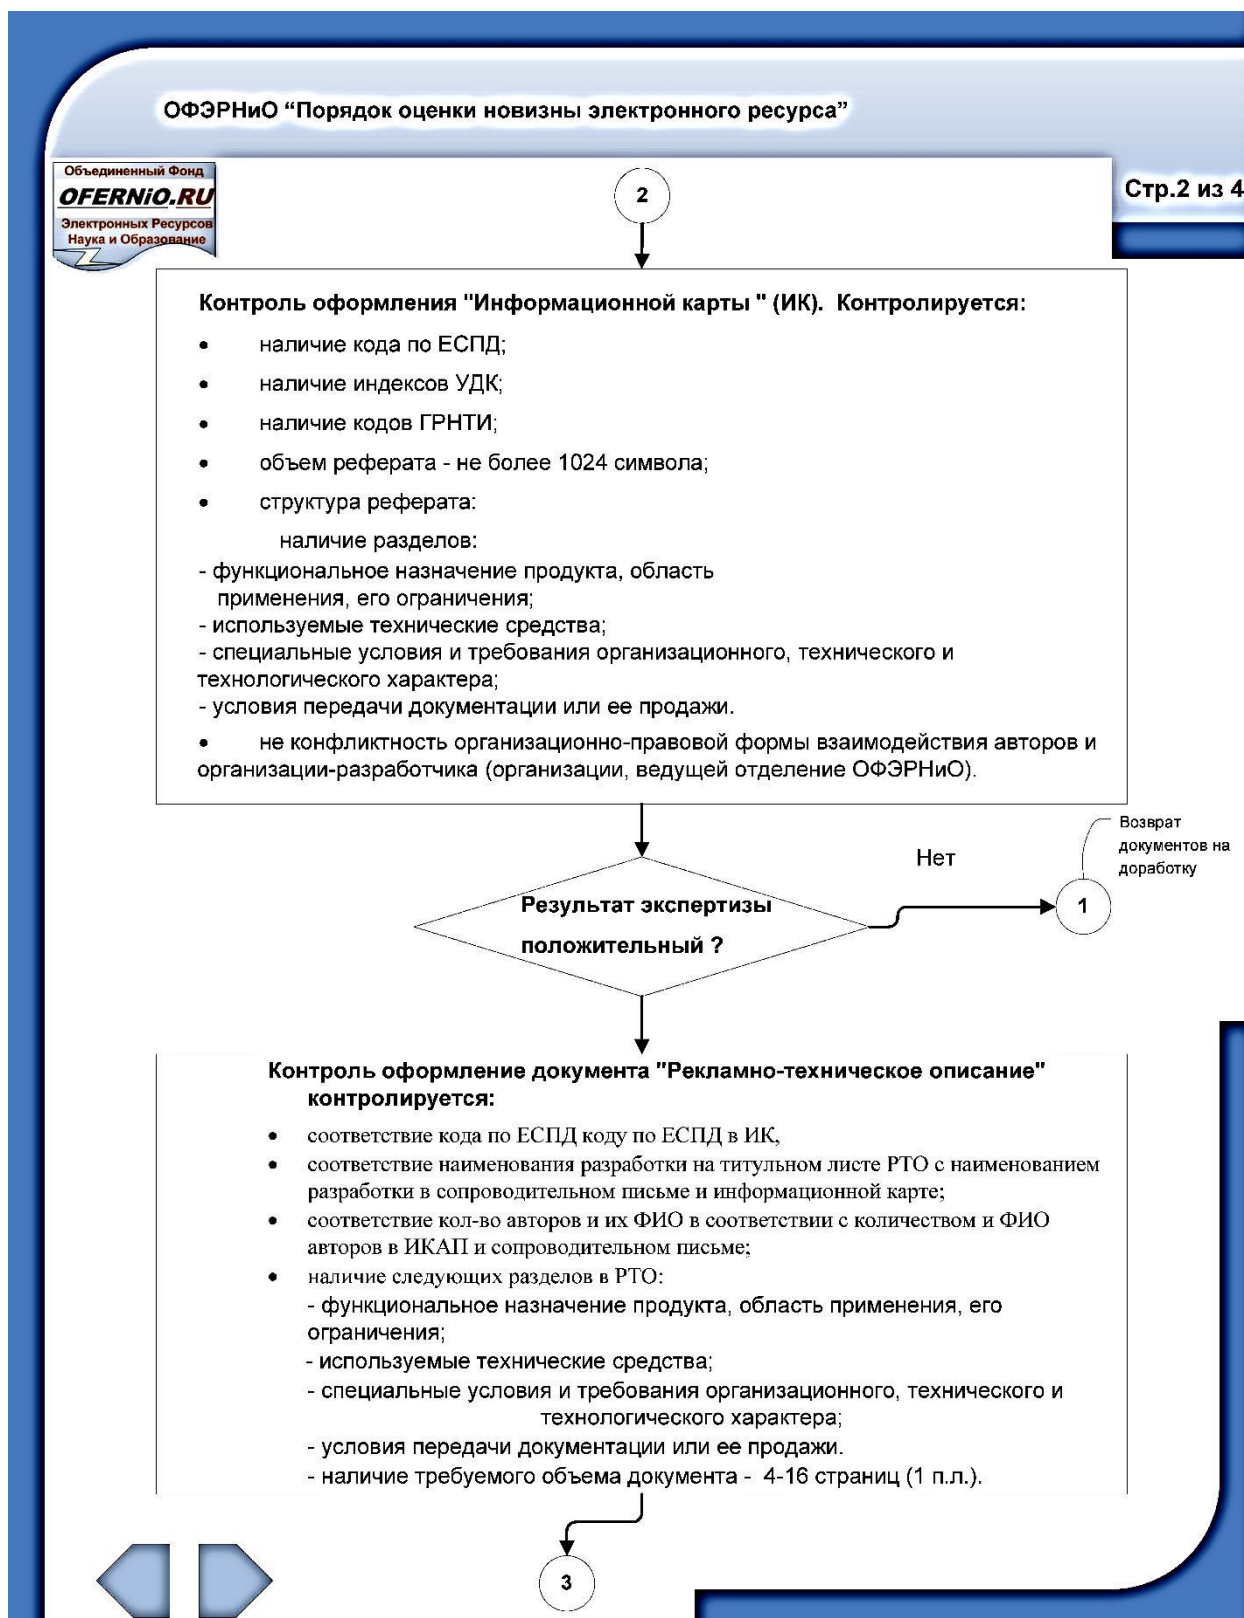 ОФЭРНиО “Порядок оценки новизны электронного ресурса”
Объединенный Фонд
OFERNiO.RU
Электронных Ресурсов
Наука и Образование
Стр.2 из 4
2
Контроль оформления "Информационной карты " (ИК). Контролируется:
• наличие кода по ЕСПД;
• наличие индексов УДК;
• наличие кодов ГРНТИ;
• объем реферата - не более 1024 символа;
• структура реферата:
наличие разделов:
- функциональное назначение продукта, область
применения, его ограничения;
- используемые технические средства;
- специальные условия и требования организационного, технического и
технологического характера;
- условия передачи документации или ее продажи.
• не конфликтность организационно-правовой формы взаимодействия авторов и
организации-разработчика (организации, ведущей отделение ОФЭРНиО).
Возврат
документов на
доработку
Нет
1
Результат экспертизы
положительный ?
Контроль оформление документа "Рекламно-техническое описание"
контролируется:
• соответствие кода по ЕСПД коду по ЕСПД в ИК,
• соответствие наименования разработки на титульном листе РТО с наименованием
разработки в сопроводительном письме и информационной карте;
• соответствие кол-во авторов и их ФИО в соответствии с количеством и ФИО
авторов в ИКАП и сопроводительном письме;
• наличие следующих разделов в РТО:
- функциональное назначение продукта, область применения, его
ограничения;
- используемые технические средства;
- специальные условия и требования организационного, технического и
технологического характера;
- условия передачи документации или ее продажи.
- наличие требуемого объема документа - 4-16 страниц (1 п.л.).
3